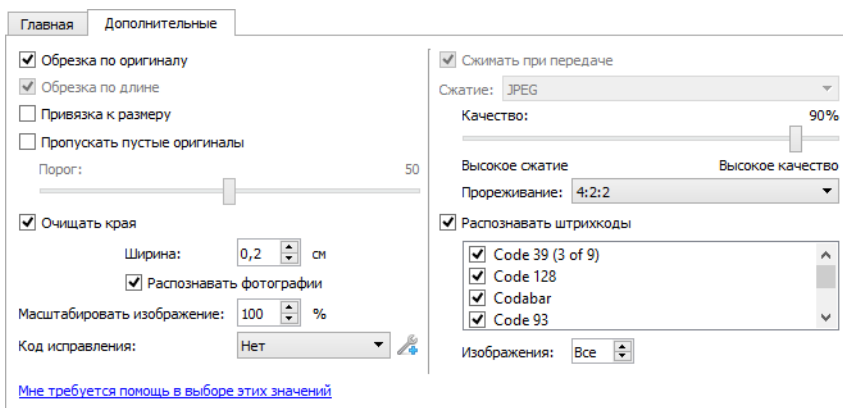 Главная
Дополнительные
Обрезка по оригиналу
Обрезка по длине
Привязка к размеру
Пропускать пустые оригиналы
Порог: 50
Очищать края
Ширина: 0,2 см
Распознавать фотографии
Масштабировать изображение: 100 %
Код исправления: Нет
Мне требуется помощь в выборе этих значений
Сжимать при передаче
Сжатие: JPEG
Качество: 90%
Высокое сжатие Высокое качество
Прореживание: 4:2:2
Распознавать штрихкоды
Code 39 (3 of 9)
Code 128
Codabar
Code 93
Изображения: Все